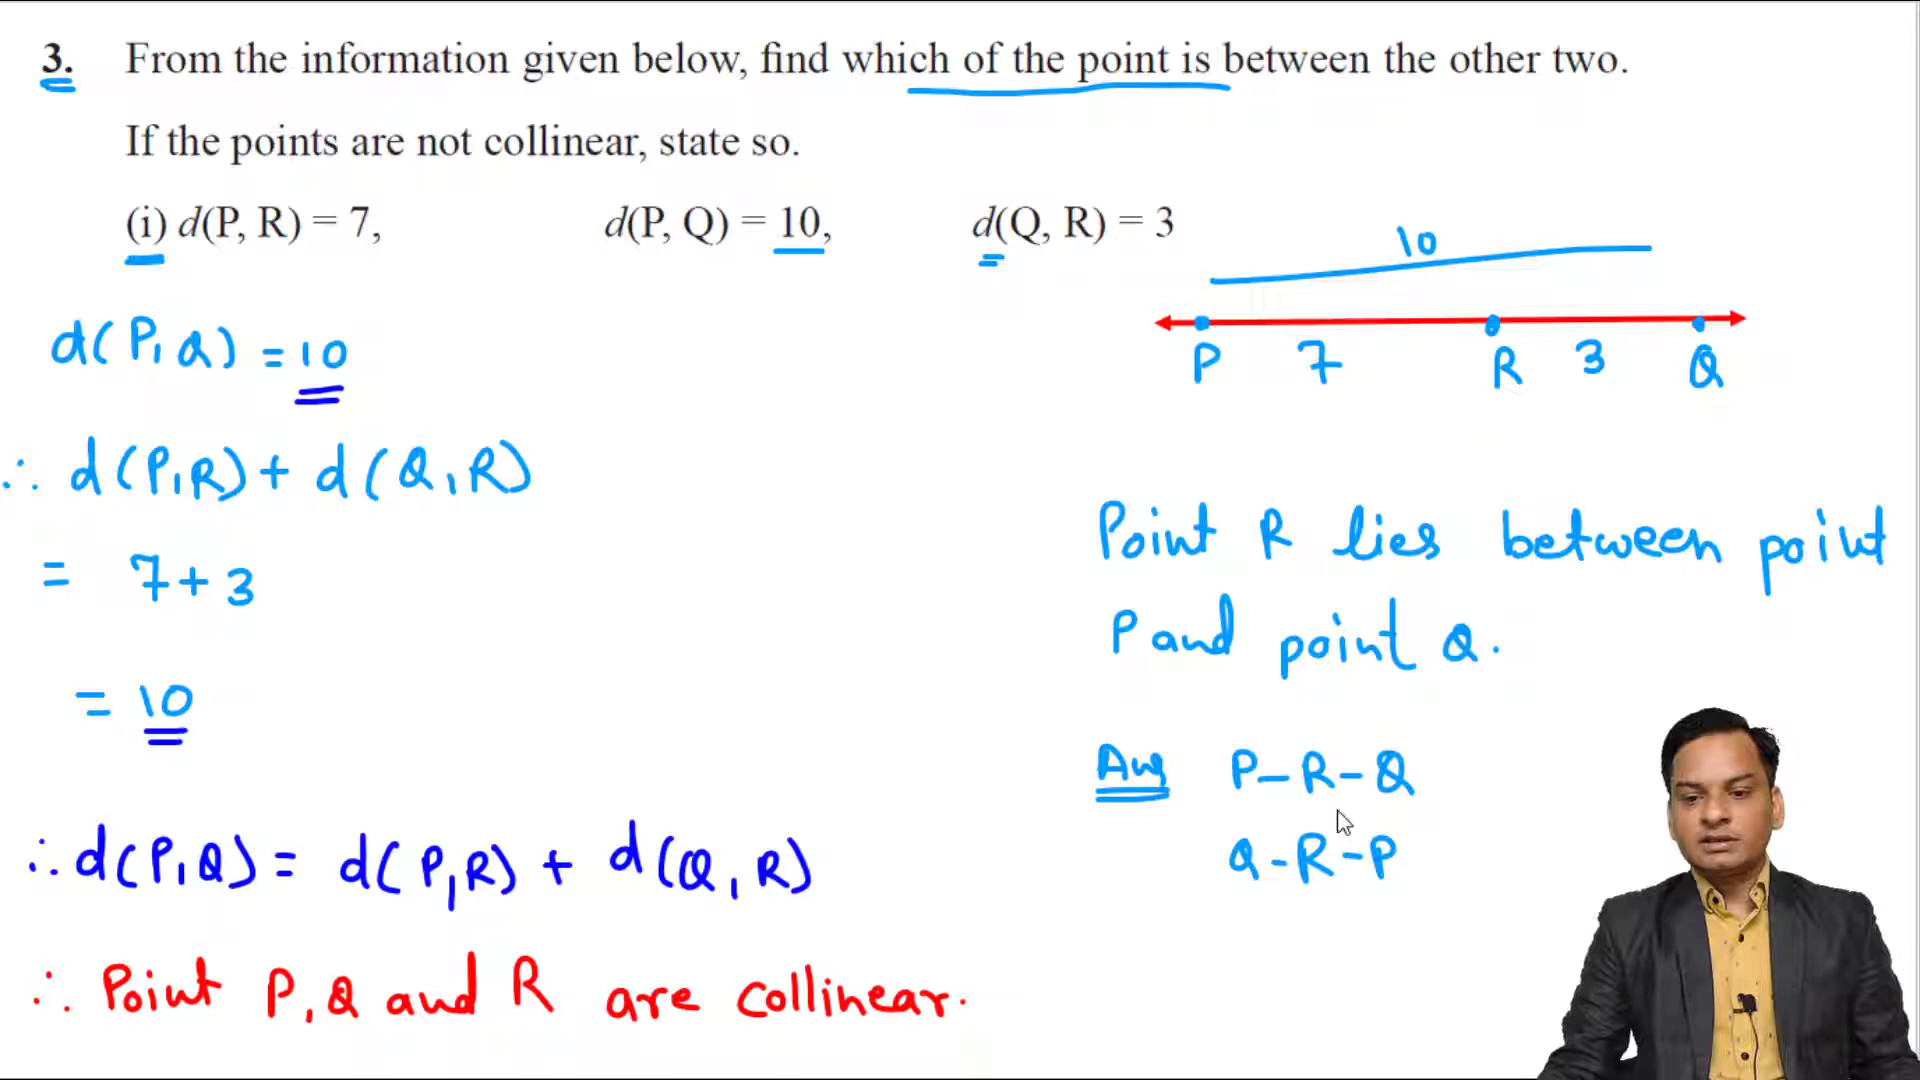 3. From the information given below, find which of the point is between the other two.
If the points are not collinear, state so.
(i) d(P, R) = 7, d(P, Q) = 10, d(Q, R) = 3
10
P 7 R 3 Q
d(P, Q) = 10
∴ d(P, R) + d(Q, R)
= 7 + 3
= 10
∴ d(P, Q) = d(P, R) + d(Q, R)
∴ Point P, Q and R are collinear.
Point R lies between point
P and point Q.
Ans P – R – Q
Q – R – P